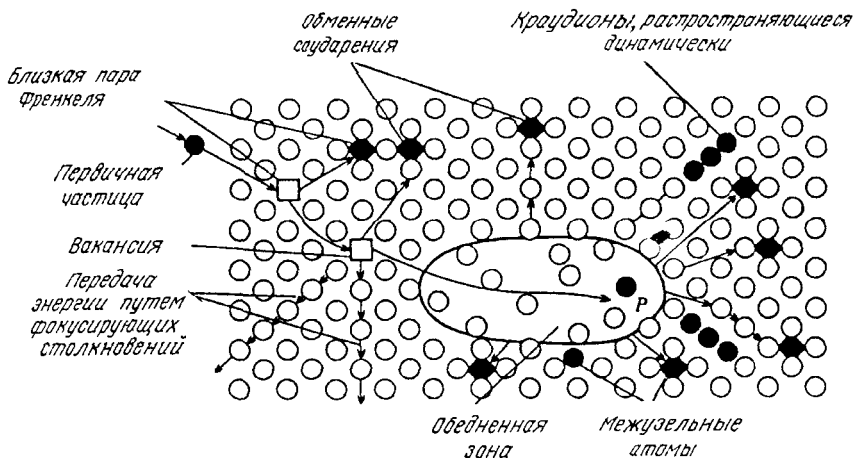 Обменные
соударения
Краудионы, распространяющиеся
динамически
Близкая пара
Френкеля
Первичная
частица
Вакансия
Передача
энергии путем
фокусирующих
столкновений
P
Обедненная
зона
Межузельные
атомы